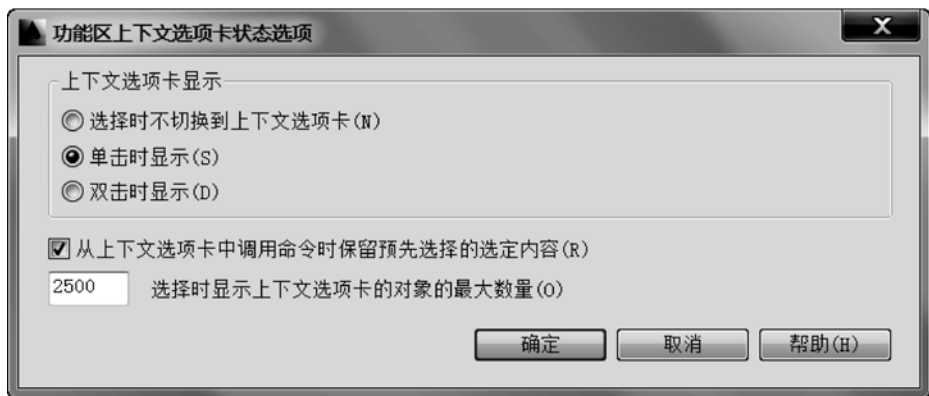 功能区上下文选项卡状态选项
上下文选项卡显示
选择时不切换到上下文选项卡(N)
单击时显示(S)
双击时显示(D)
从上下文选项卡中调用命令时保留预先选择的选定内容(R)
2500 选择时显示上下文选项卡的对象的最大数量(O)
确定 取消 帮助(H)